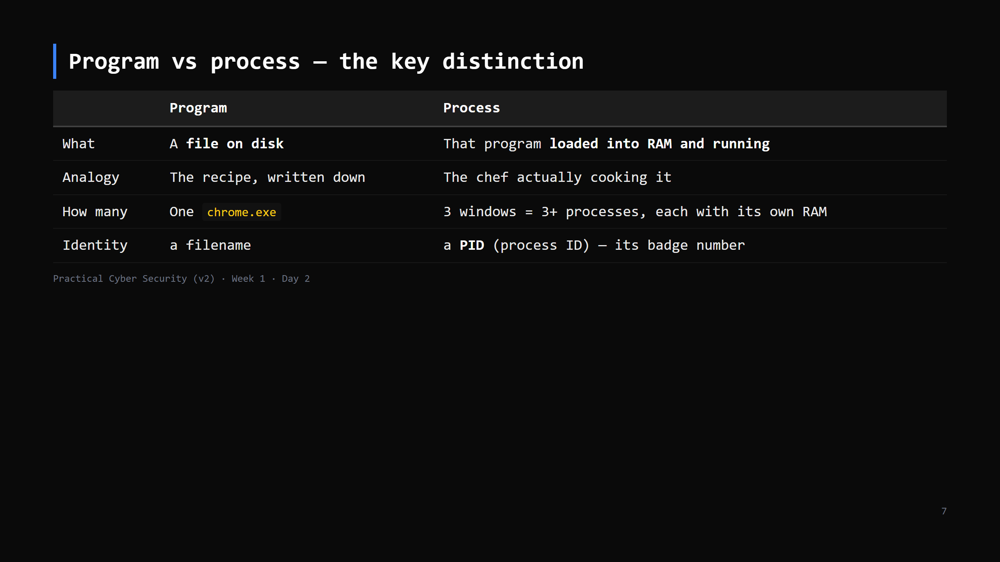 Program vs process — the key distinction
Program Process
What A file on disk That program loaded into RAM and running
Analogy The recipe, written down The chef actually cooking it
How many One chrome.exe 3 windows = 3+ processes, each with its own RAM
Identity a filename a PID (process ID) — its badge number
Practical Cyber Security (v2) · Week 1 · Day 2
7